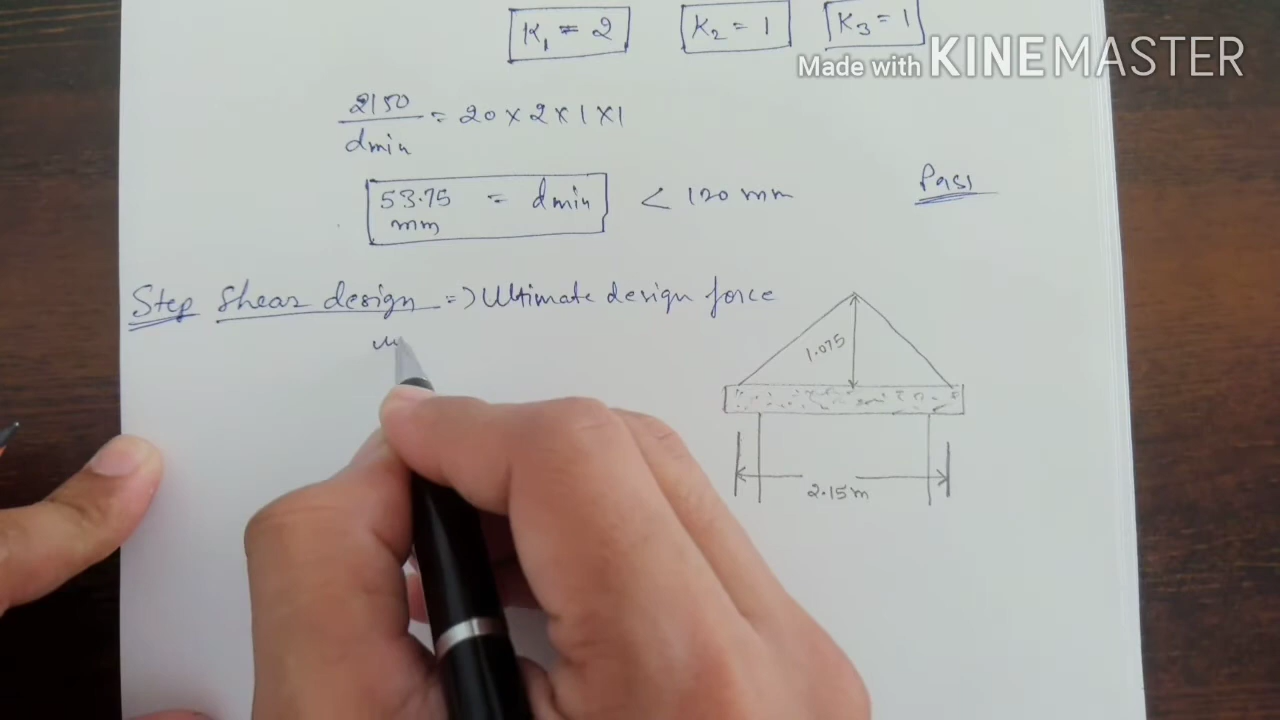 K₁ = 2 K₂ = 1 K₃ = 1
Made with KINEMASTER
2150/dmin = 20 × 2 × 1 × 1
53.75 mm = dmin < 120 mm Pass
Step Shear design => Ultimate design force
1.075
2.15m